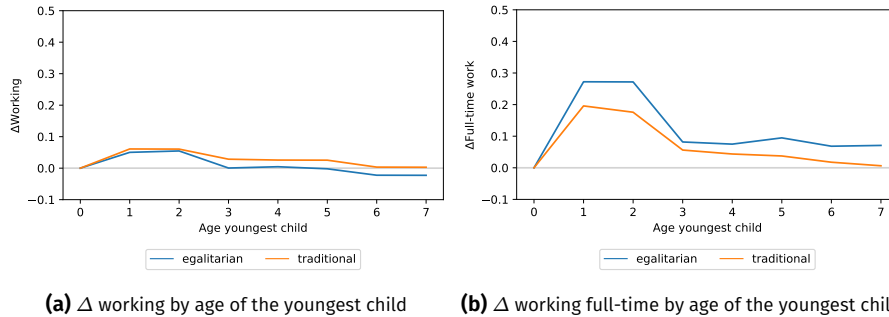 0.5
0.4
0.3
0.2
0.1
0.0
−0.1
ΔWorking
0 1 2 3 4 5 6 7
Age youngest child
egalitarian traditional
(a) Δ working by age of the youngest child
0.5
0.4
0.3
0.2
0.1
0.0
−0.1
ΔFull-time work
0 1 2 3 4 5 6 7
Age youngest child
egalitarian traditional
(b) Δ working full-time by age of the youngest chil